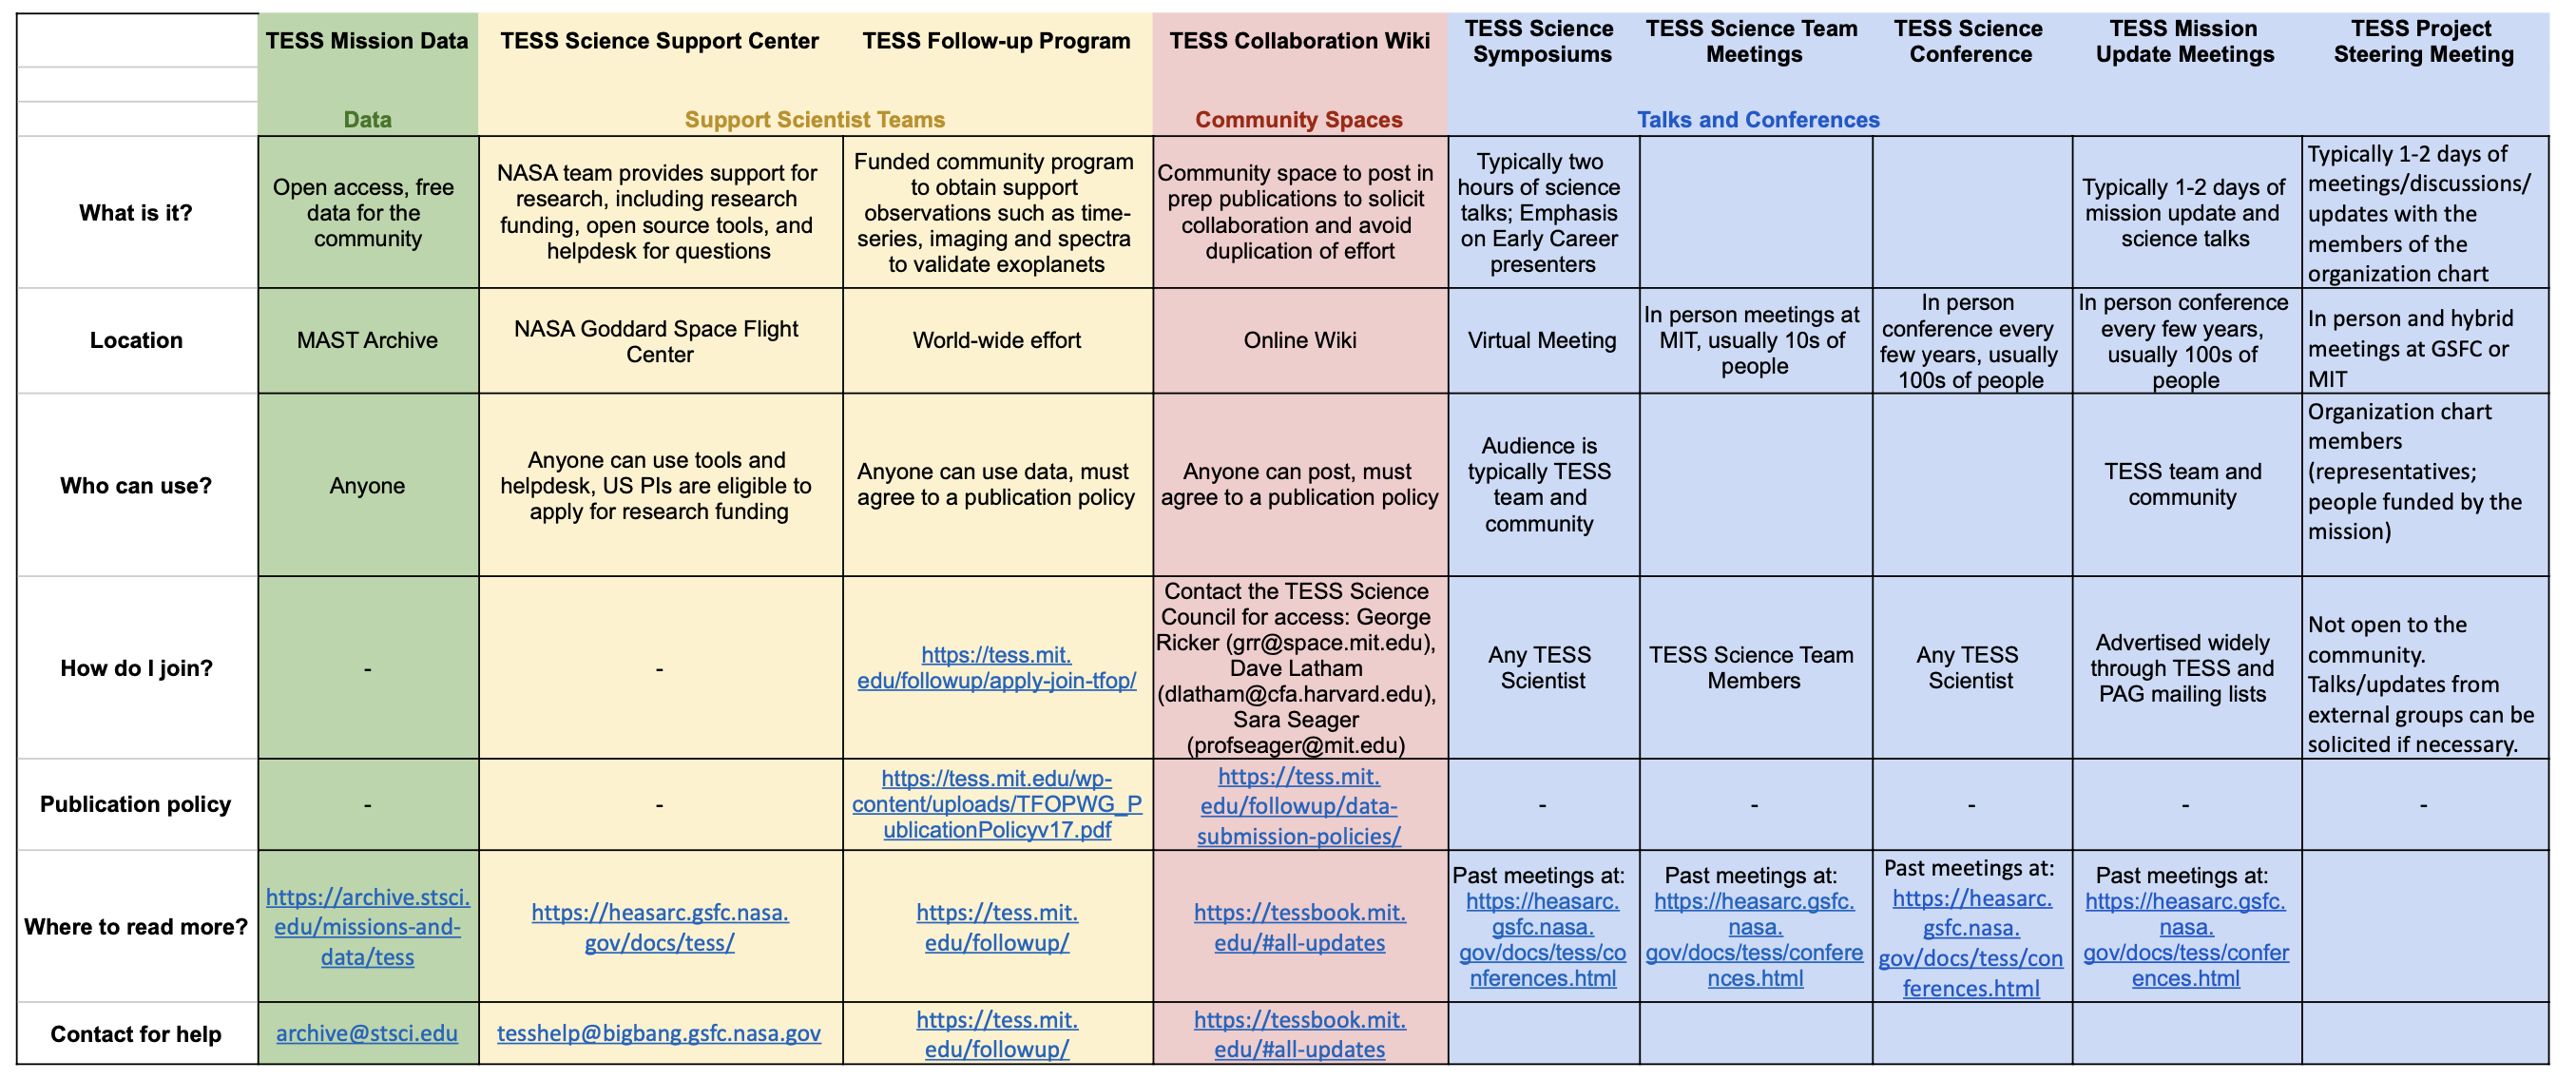 TESS Mission Data
TESS Science Support Center
TESS Follow-up Program
TESS Collaboration Wiki
TESS Science
Symposiums
TESS Science Team
Meetings
TESS Science
Conference
TESS Mission
Update Meetings
TESS Project
Steering Meeting
Data
Support Scientist Teams
Community Spaces
Talks and Conferences
What is it?
Open access, free
data for the
community
NASA team provides support for
research, including research
funding, open source tools, and
helpdesk for questions
Funded community program
to obtain support
observations such as time-
series, imaging and spectra
to validate exoplanets
Community space to post in
prep publications to solicit
collaboration and avoid
duplication of effort
Typically two
hours of science
talks; Emphasis
on Early Career
presenters
Typically 1-2 days of
mission update and
science talks
Typically 1-2 days of
meetings/discussions/
updates with the
members of the
organization chart
Location
MAST Archive
NASA Goddard Space Flight
Center
World-wide effort
Online Wiki
Virtual Meeting
In person meetings at
MIT, usually 10s of
people
In person
conference every
few years, usually
100s of people
In person conference
every few years,
usually 100s of
people
In person and hybrid
meetings at GSFC or
MIT
Who can use?
Anyone
Anyone can use tools and
helpdesk, US PIs are eligible to
apply for research funding
Anyone can use data, must
agree to a publication policy
Anyone can post, must
agree to a publication policy
Audience is
typically TESS
team and
community
TESS team and
community
Organization chart
members
(representatives;
people funded by the
mission)
How do I join?
-
-
https://tess.mit.
edu/followup/apply-join-tfop/
Contact the TESS Science
Council for access: George
Ricker (grr@space.mit.edu),
Dave Latham
(dlatham@cfa.harvard.edu),
Sara Seager
(profseager@mit.edu)
Any TESS
Scientist
TESS Science Team
Members
Any TESS
Scientist
Advertised widely
through TESS and
PAG mailing lists
Not open to the
community.
Talks/updates from
external groups can be
solicited if necessary.
Publication policy
-
-
https://tess.mit.edu/wp-
content/uploads/TFOPWG_P
ublicationPolicyv17.pdf
https://tess.mit.
edu/followup/data-
submission-policies/
-
-
-
-
-
Where to read more?
https://archive.stsci.
edu/missions-and-
data/tess
https://heasarc.gsfc.nasa.
gov/docs/tess/
https://tess.mit.
edu/followup/
https://tessbook.mit.
edu/#all-updates
Past meetings at:
https://heasarc.
gsfc.nasa.
gov/docs/tess/co
nferences.html
Past meetings at:
https://heasarc.gsfc.
nasa.
gov/docs/tess/confere
nces.html
Past meetings at:
https://heasarc.
gsfc.nasa.
gov/docs/tess/con
ferences.html
Past meetings at:
https://heasarc.gsfc.
nasa.
gov/docs/tess/confer
ences.html
Contact for help
archive@stsci.edu
tesshelp@bigbang.gsfc.nasa.gov
https://tess.mit.
edu/followup/
https://tessbook.mit.
edu/#all-updates